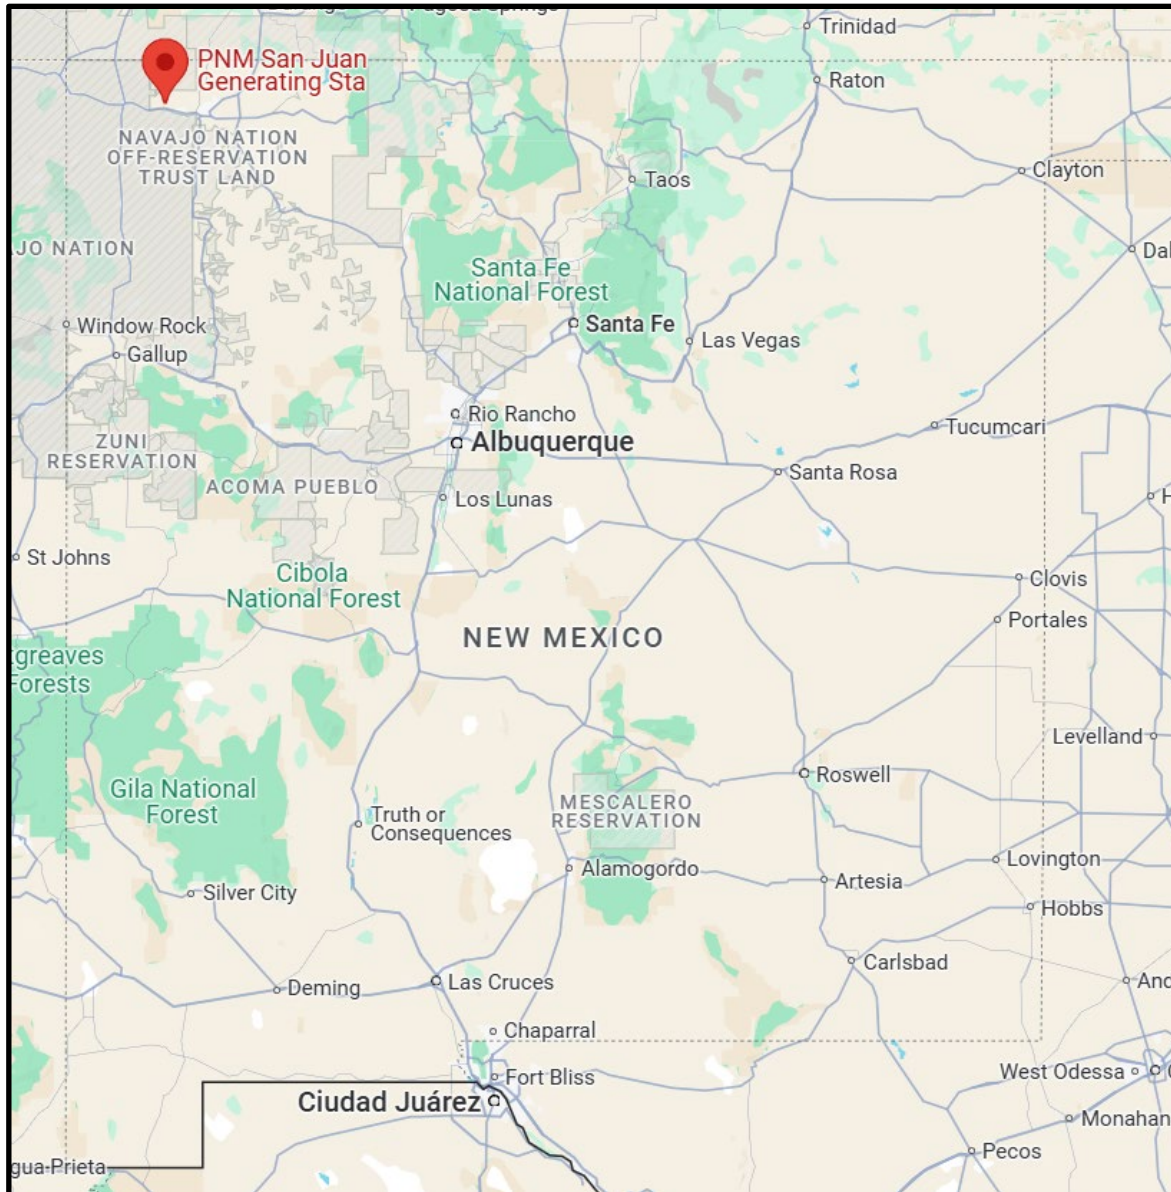 Trinidad
PNM San Juan
Generating Sta
Raton
NAVAJO NATION
OFF-RESERVATION
TRUST LAND
Taos
Clayton
JO NATION
Dal
Santa Fe
National Forest
Window Rock
Santa Fe
Las Vegas
Gallup
Rio Rancho
Albuquerque
Tucumcari
ZUNI
RESERVATION
ACOMA PUEBLO
Santa Rosa
Los Lunas
H
St Johns
Cibola
National Forest
Clovis
Portales
NEW MEXICO
greaves
Forests
Levelland
Gila National
Forest
Roswell
MESCALERO
RESERVATION
Truth or
Consequences
Alamogordo
Lovington
Artesia
Silver City
Hobbs
Carlsbad
Deming
Las Cruces
And
Chaparral
Fort Bliss
West Odessa
Ciudad Juárez
Monahan
Pecos
gua Prieta